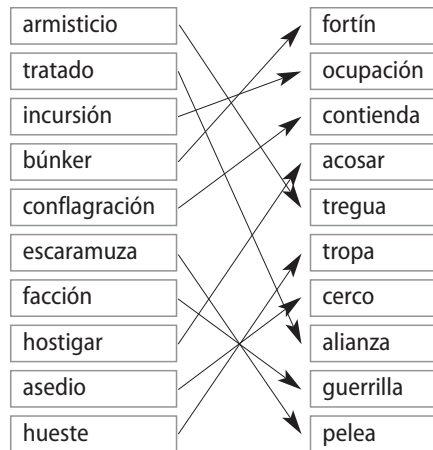 armisticio fortín
tratado ocupación
incursión contienda
búnker acosar
conflagración tregua
escaramuza tropa
facción cerco
hostigar alianza
asedio guerrilla
hueste pelea